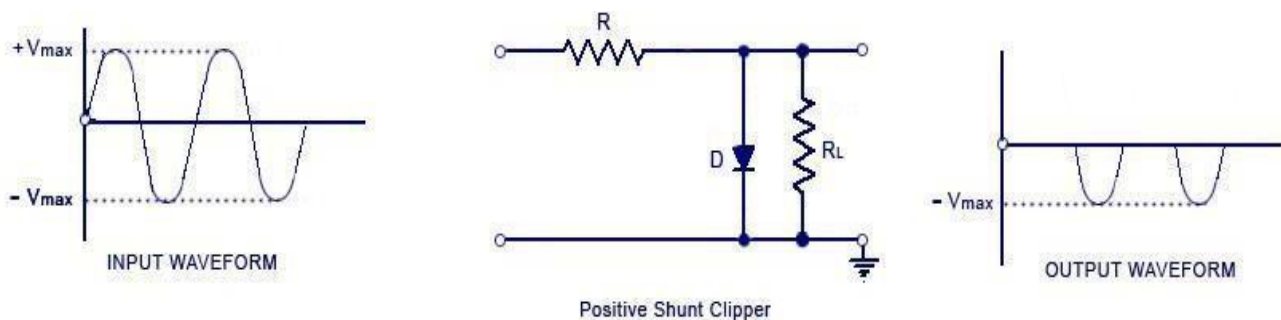 +Vmax
- Vmax
INPUT WAVEFORM
R
D
RL
Positive Shunt Clipper
- Vmax
OUTPUT WAVEFORM